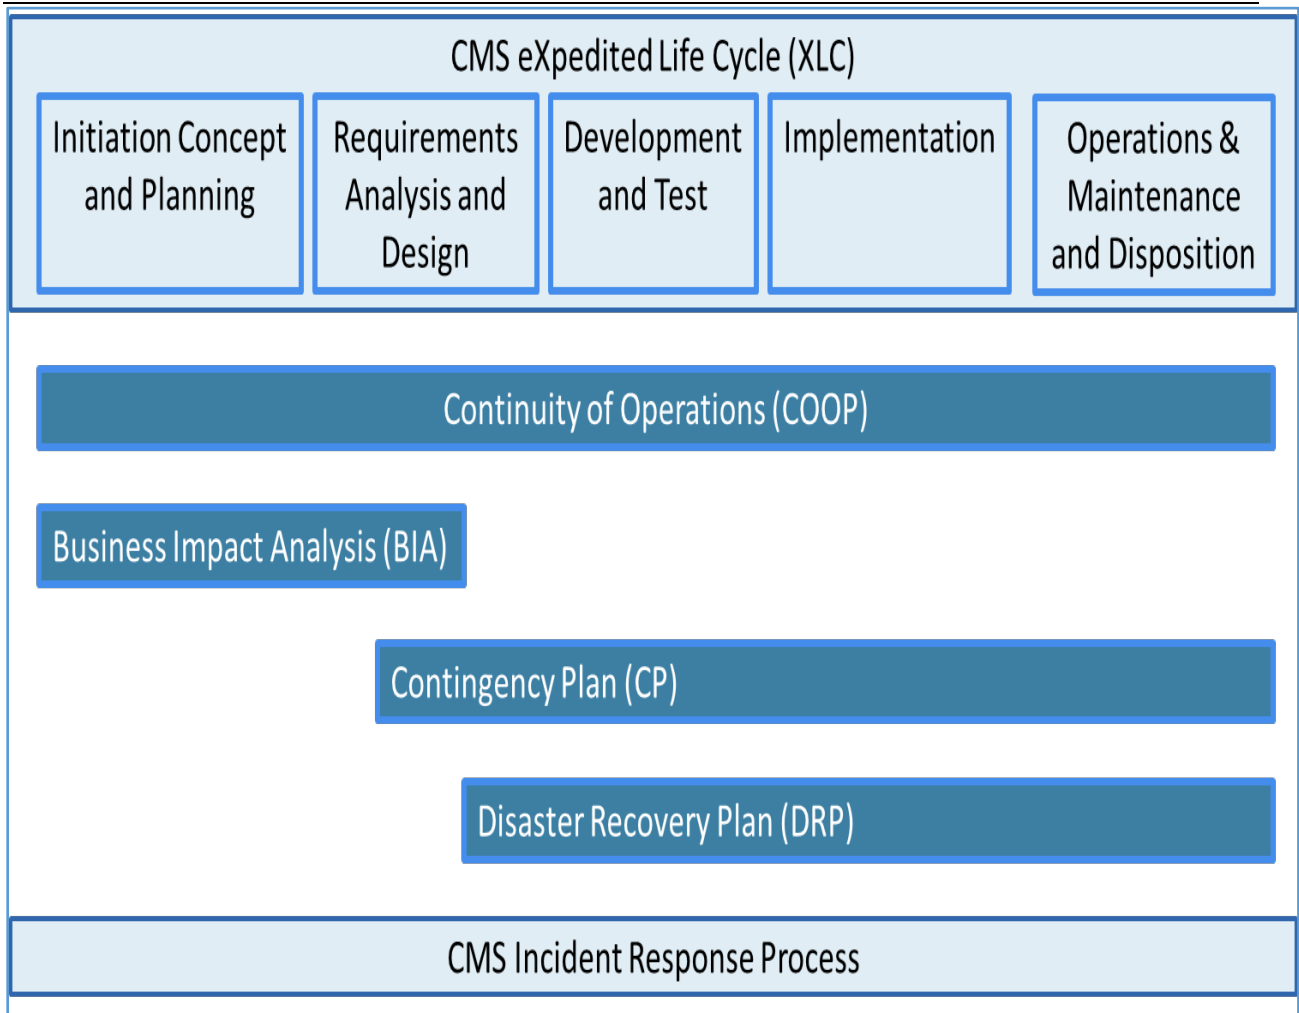 CMS eXpedited Life Cycle (XLC)
Initiation Concept
and Planning
Requirements
Analysis and
Design
Development
and Test
Implementation
Operations &
Maintenance
and Disposition
Continuity of Operations (COOP)
Business Impact Analysis (BIA)
Contingency Plan (CP)
Disaster Recovery Plan (DRP)
CMS Incident Response Process